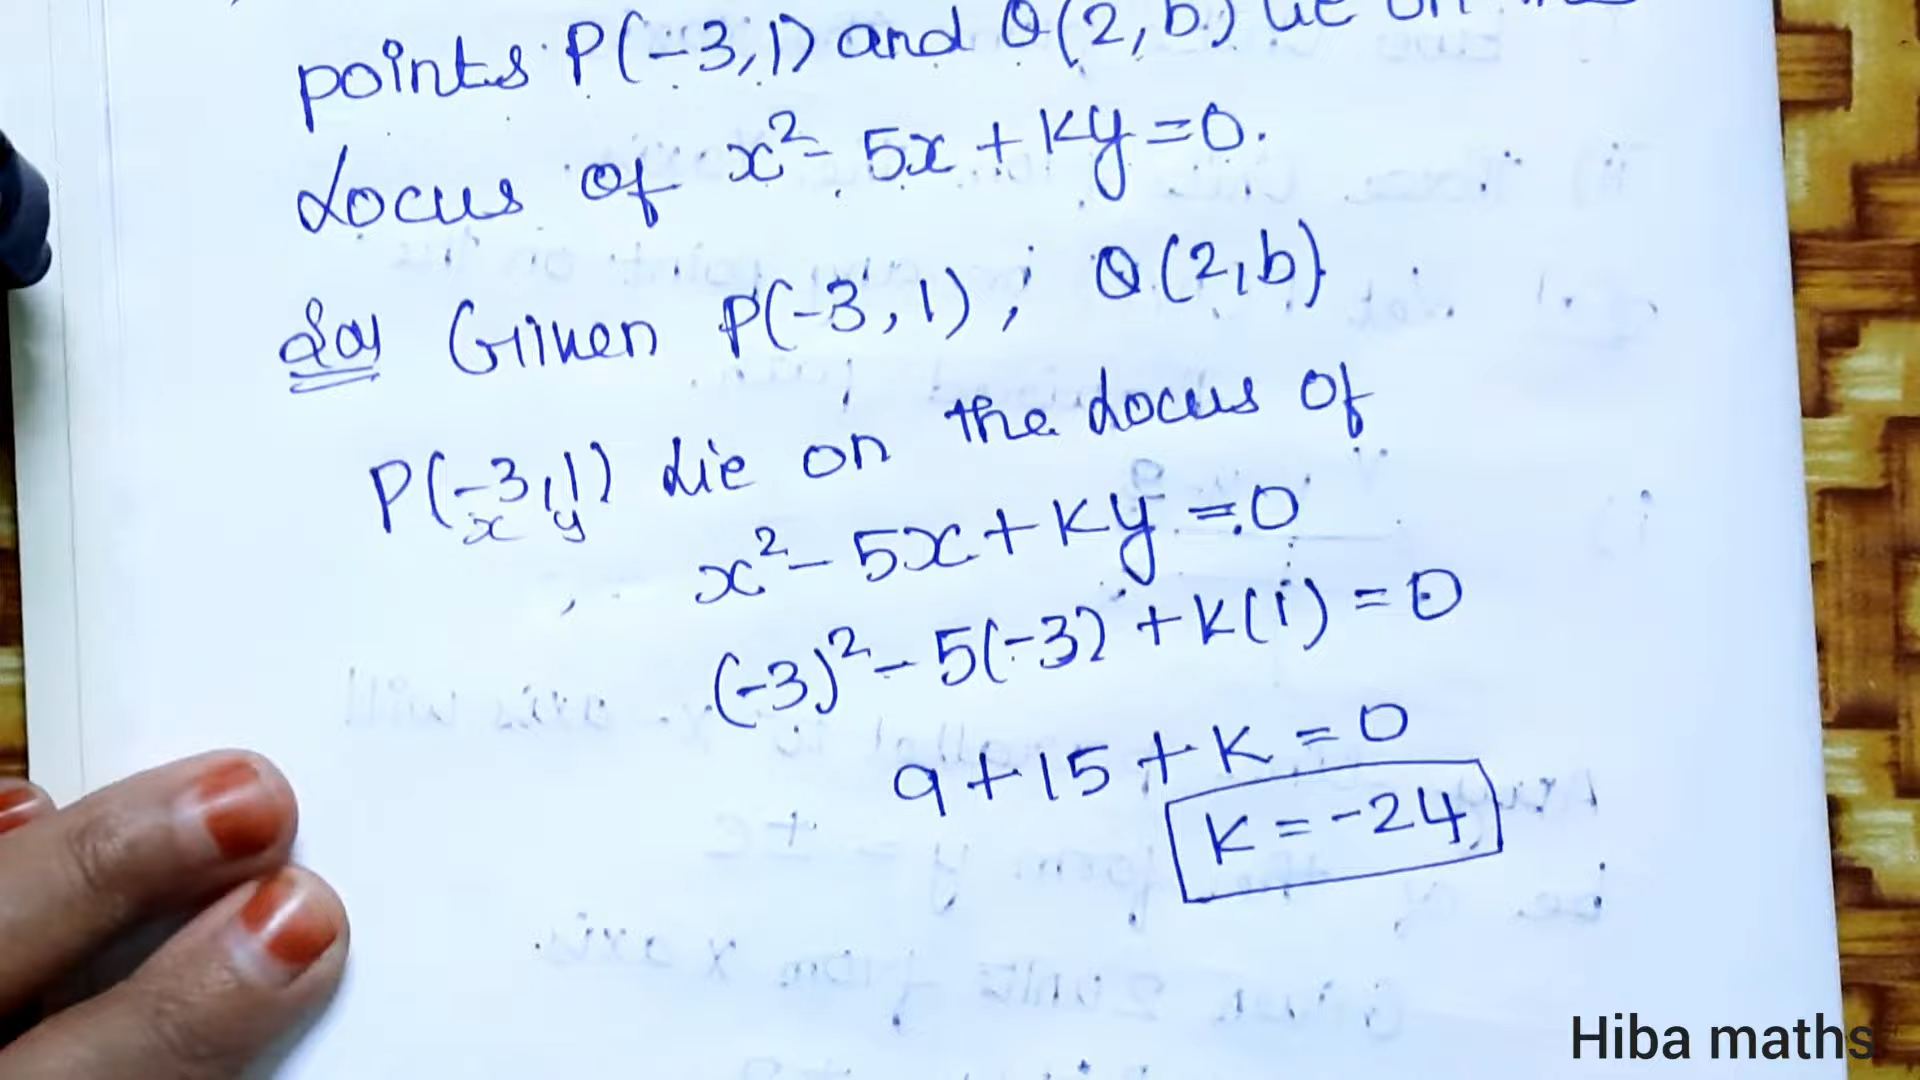 points P(-3,1) and Q(2,b) lie on
Locus of x² - 5x + ky = 0.
Sol Given P(-3,1) ; Q(2,b)
P(-3,1) Lie on the Locus of
x y
x² - 5x + ky = 0
(-3)² - 5(-3) + k(1) = 0
9 + 15 + k = 0
k = -24
Hiba maths